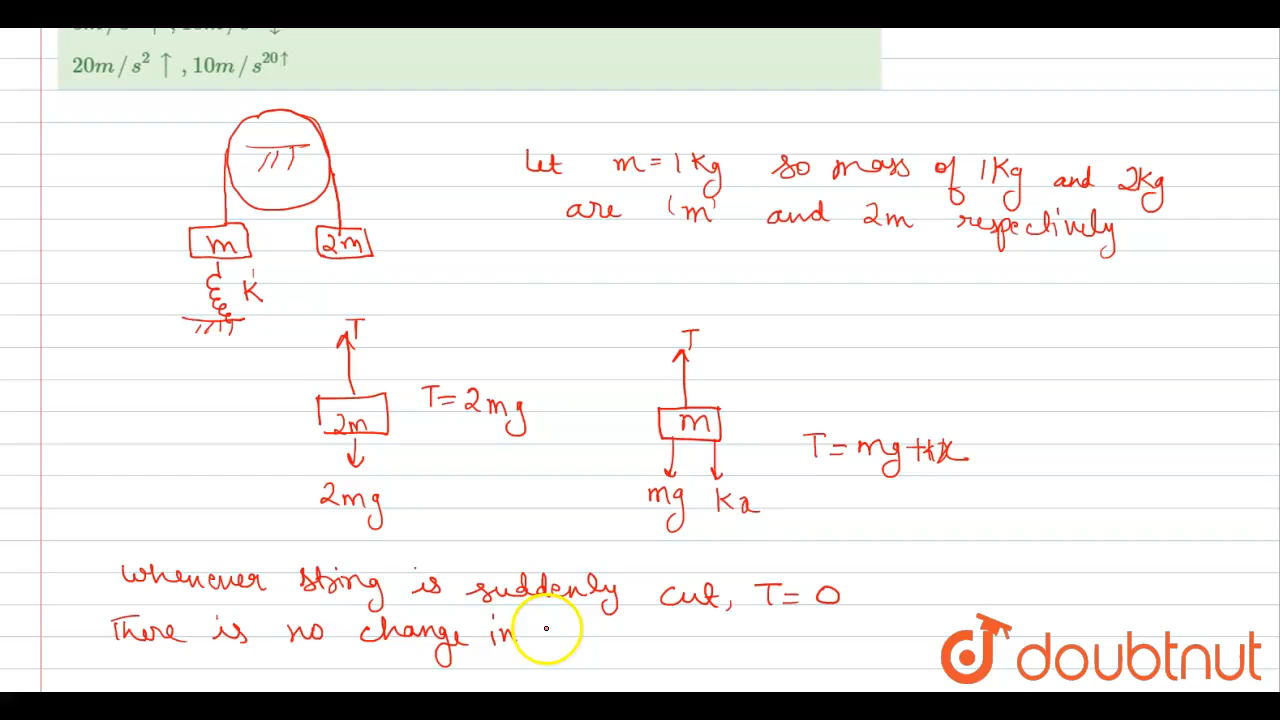 20m/s² ↑, 10m/s²⁰↑
Let m = 1 Kg so mass of 1Kg and 2Kg
are 'm' and 2m respectively
m
2m
K
T
2m
T = 2mg
2mg
T
m
T = mg + kx
mg
Kx
Whenever string is suddenly cut, T = 0
There is no change in
doubtnut